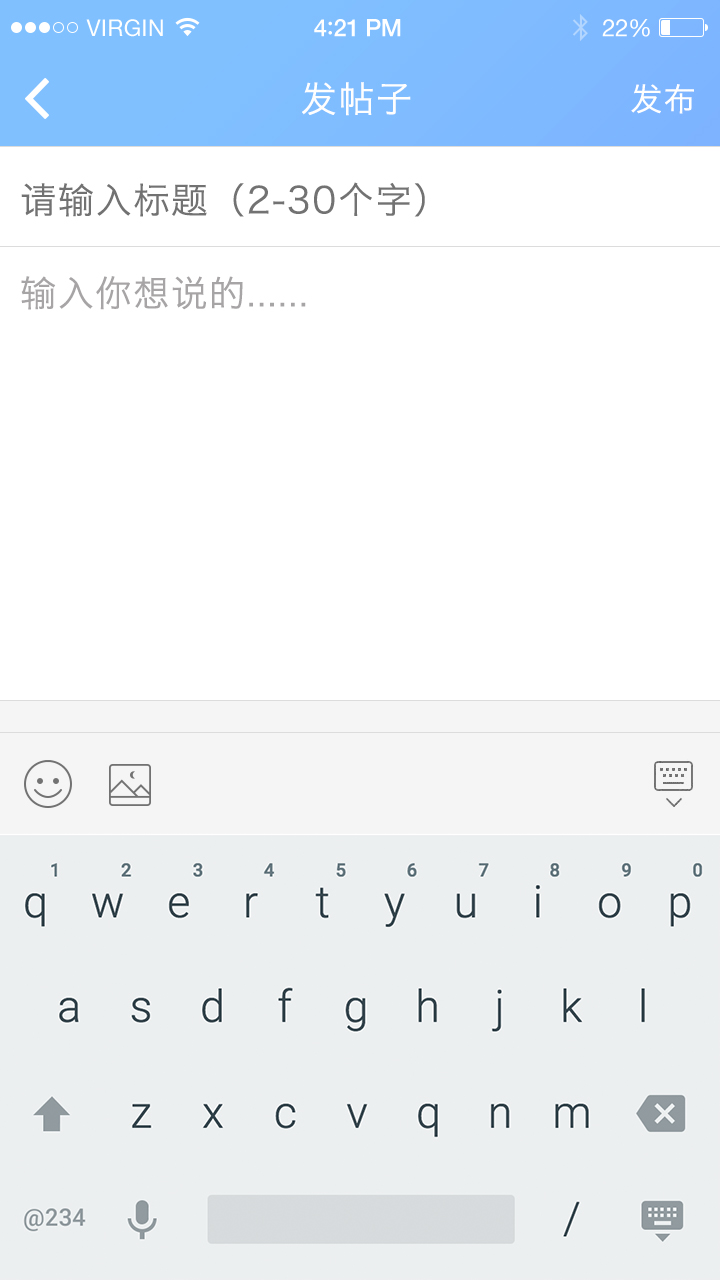 VIRGIN 4:21 PM 22%
发帖子 发布
请输入标题（2-30个字）
输入你想说的......
1 2 3 4 5 6 7 8 9 0
q w e r t y u i o p
a s d f g h j k l
z x c v q n m
@234 /